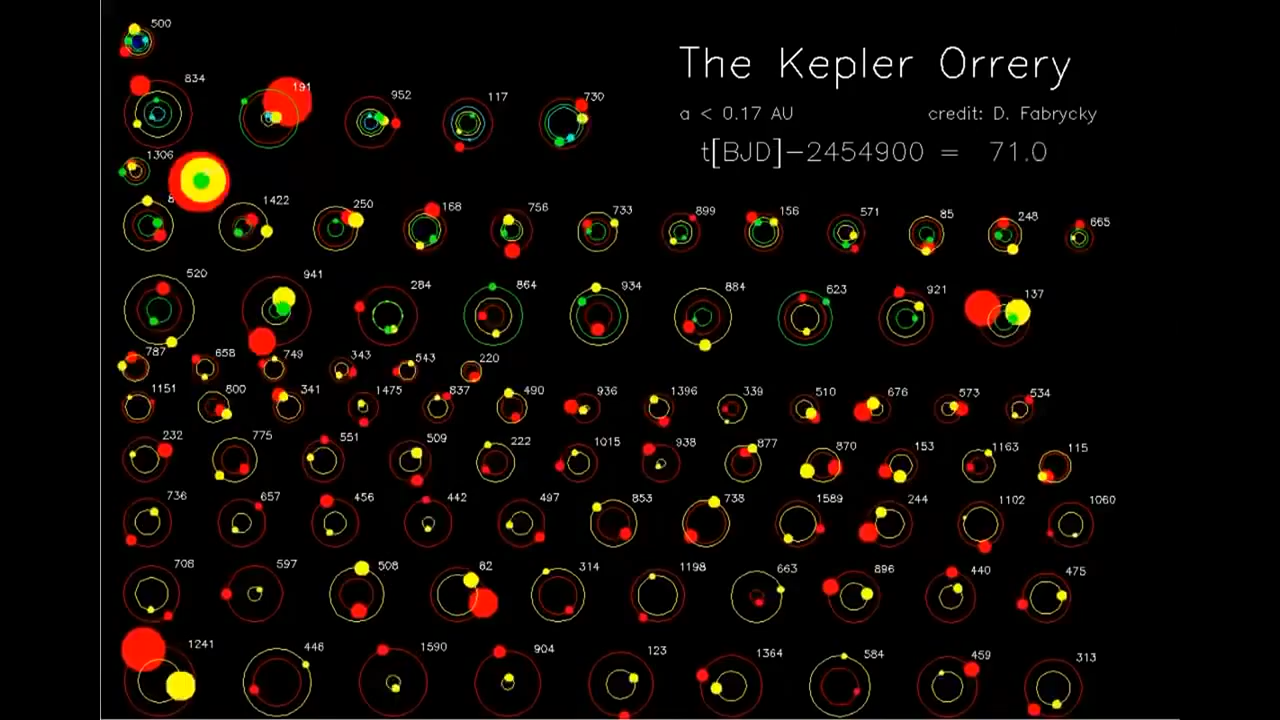 500
The Kepler Orrery
834 191 952 117 730
a < 0.17 AU credit: D. Fabrycky
t[BJD]-2454900 = 71.0
1306
1422 250 168 756 733 899 156 571 85 248 665
520 941 284 864 934 884 623 921 137
787 658 749 343 543 220
1151 800 341 1475 837 490 936 1396 339 510 676 573 534
232 775 551 509 222 1015 938 877 870 153 1163 115
736 657 456 442 497 853 738 1589 244 1102 1060
708 597 508 82 314 1198 663 896 440 475
1241 446 1590 904 123 1364 584 459 313